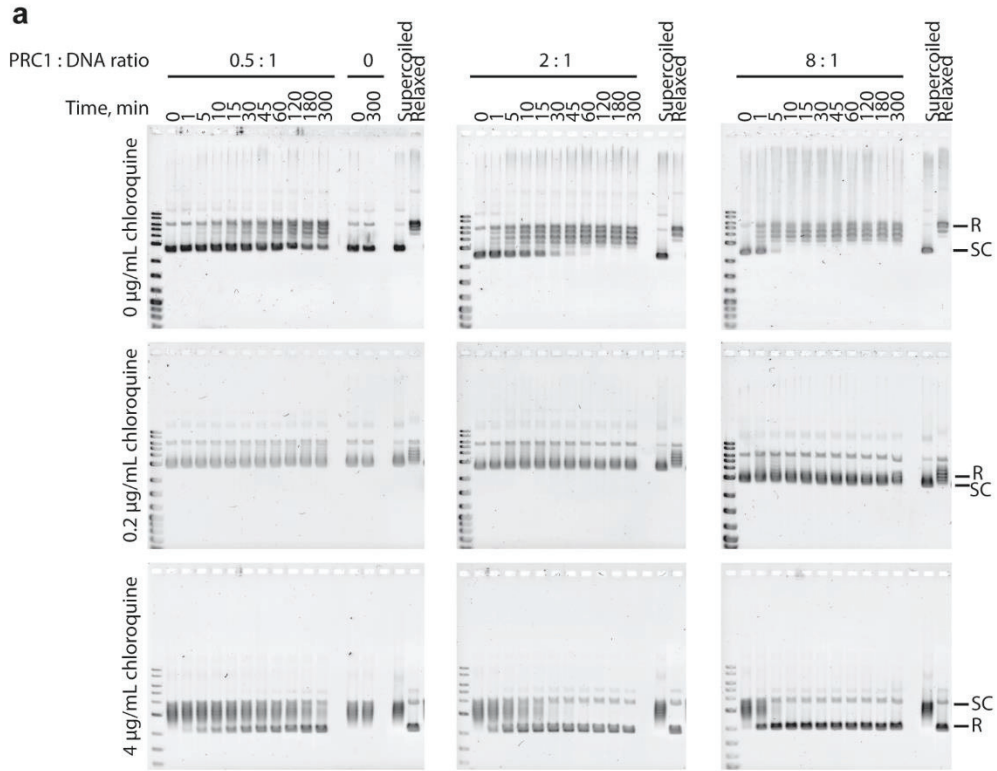 a
PRC1 : DNA ratio 0.5 : 1 0 Supercoiled Relaxed 2 : 1 Supercoiled Relaxed 8 : 1 Supercoiled Relaxed
Time, min 0 1 5 10 15 30 45 60 120 180 300 0 300 0 1 5 10 15 30 45 60 120 180 300 0 1 5 10 15 30 45 60 120 180 300
0 µg/mL chloroquine
R
SC
0.2 µg/mL chloroquine
R
SC
4 µg/mL chloroquine
SC
R